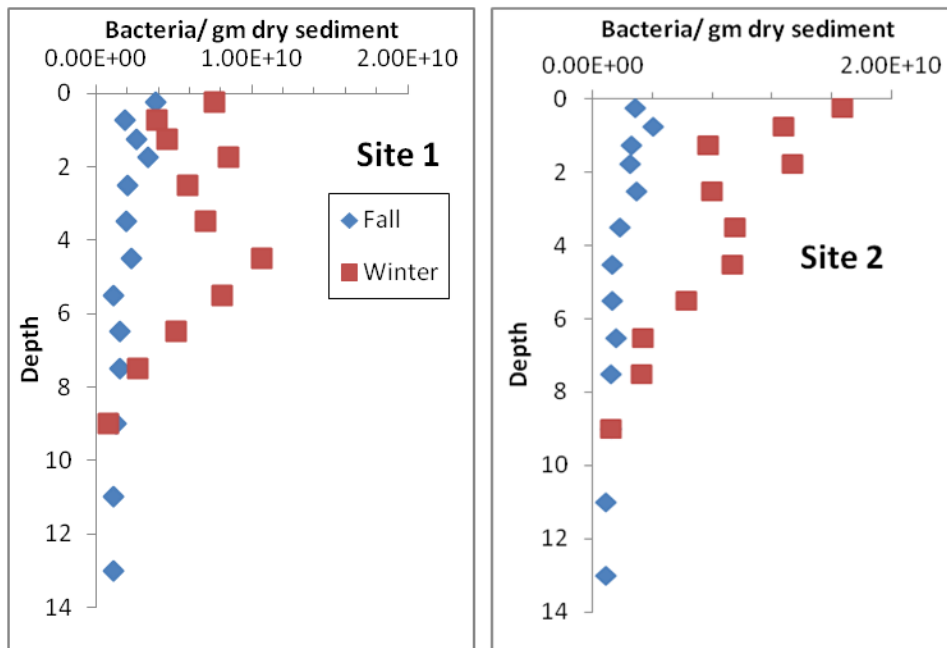 Bacteria/ gm dry sediment
0.00E+00 1.00E+10 2.00E+10
0
2
4
6
8
10
12
14
Depth
Site 1
Fall
Winter
Bacteria/ gm dry sediment
0.00E+00 2.00E+10
0
2
4
6
8
10
12
14
Depth
Site 2